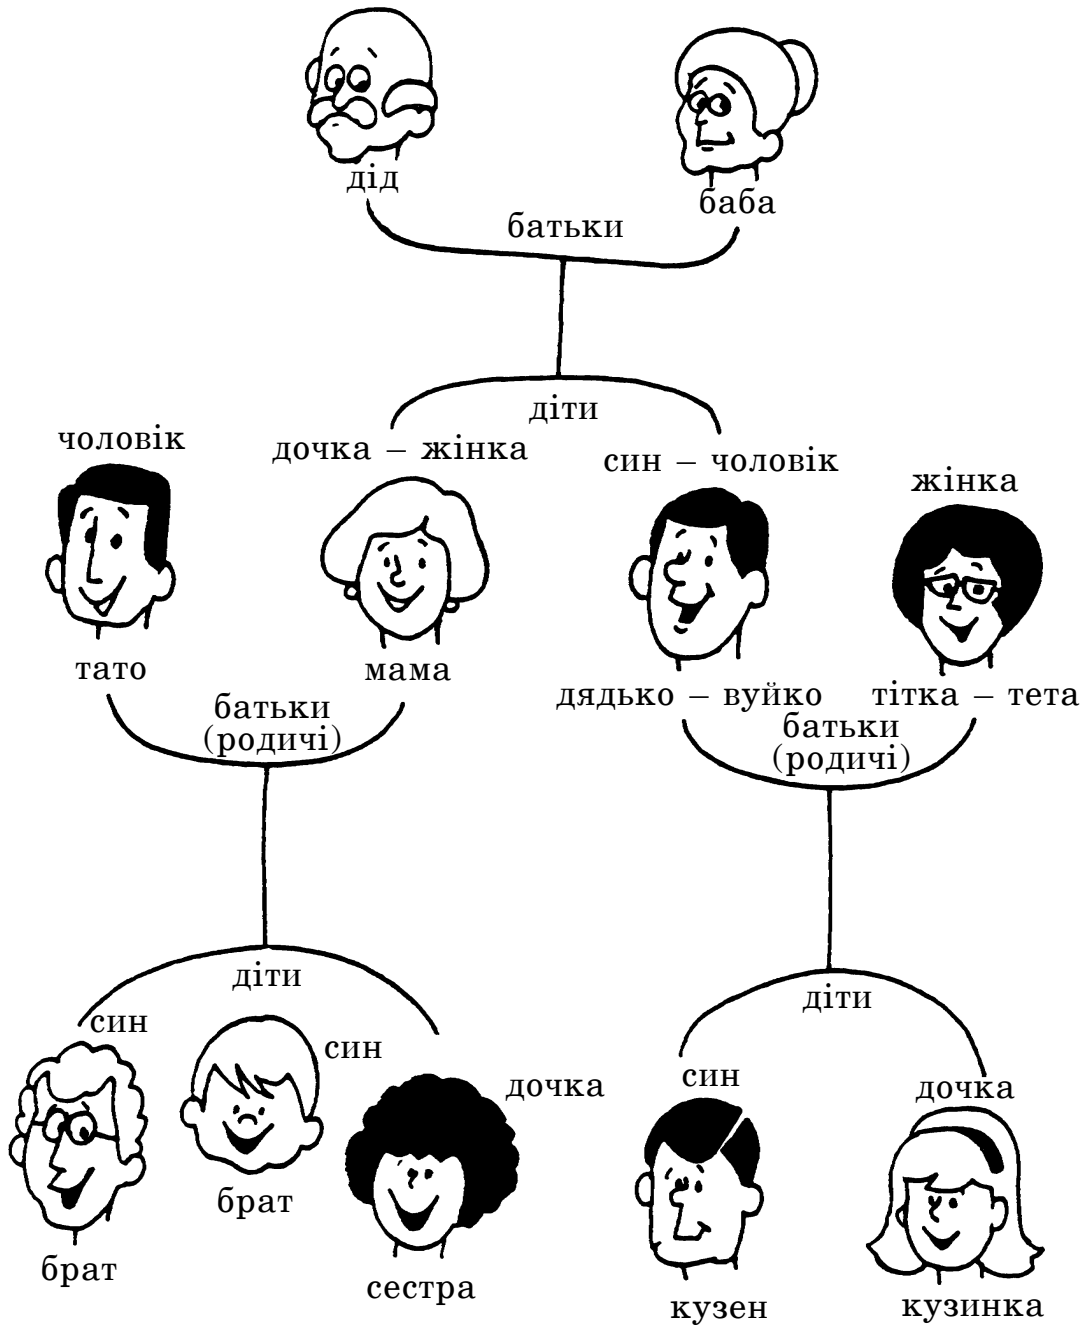 дід
баба
батьки
діти
чоловік
дочка – жінка
син – чоловік
жінка
тато
мама
дядько – вуйко
тітка – тета
батьки
(родичі)
батьки
(родичі)
діти
діти
син
син
дочка
син
дочка
брат
брат
сестра
кузен
кузинка